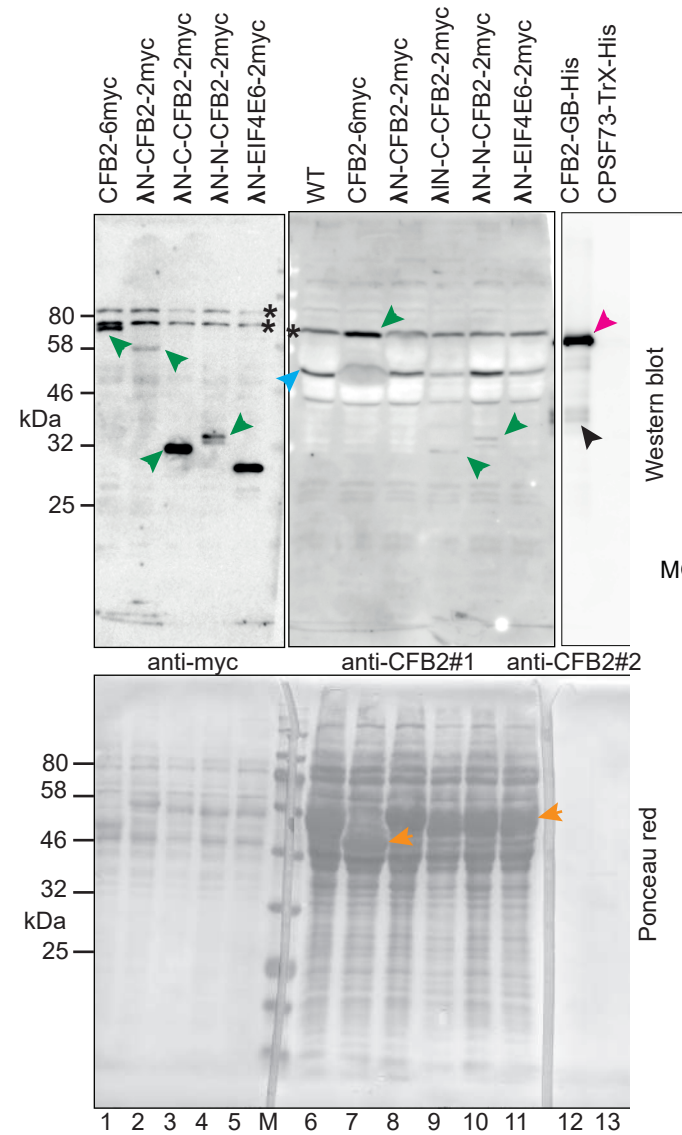 CFB2-6myc
λN-CFB2-2myc
λN-C-CFB2-2myc
λN-N-CFB2-2myc
λN-EIF4E6-2myc
WT
CFB2-6myc
λN-CFB2-2myc
λIN-C-CFB2-2myc
λN-N-CFB2-2myc
λN-EIF4E6-2myc
CFB2-GB-His
CPSF73-TrX-His
80
58
46
kDa
32
25
*
*
*
Western blot
M
anti-myc
anti-CFB2#1
anti-CFB2#2
80
58
46
32
kDa
25
Ponceau red
1 2 3 4 5 M 6 7 8 9 10 11 12 13